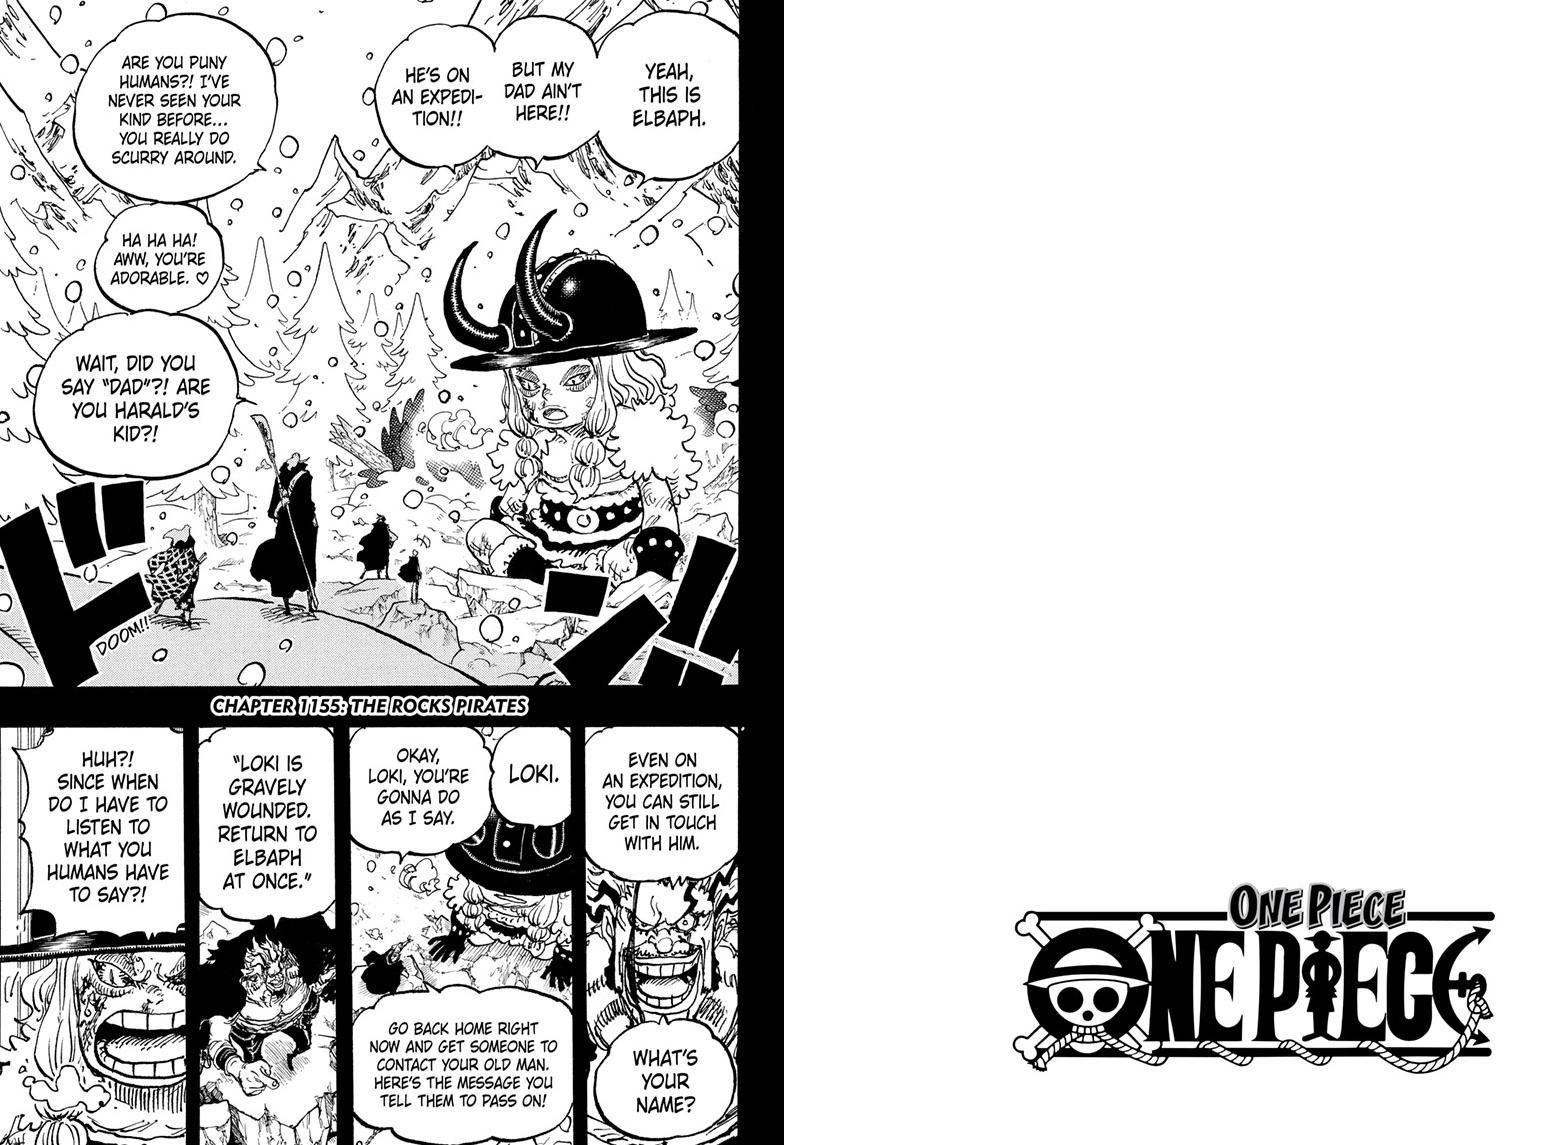 YEAH,
THIS IS
ELBAPH.
BUT MY
DAD AIN'T
HERE!!
HE'S ON
AN EXPEDI-
TION!!
ARE YOU PUNY
HUMANS?! I'VE
NEVER SEEN YOUR
KIND BEFORE...
YOU REALLY DO
SCURRY AROUND.
HA HA HA!
AWW, YOU'RE
ADORABLE. ♡
WAIT, DID YOU
SAY "DAD"?! ARE
YOU HARALD'S
KID?!
ドン
DOOM!!
CHAPTER 1155: THE ROCKS PIRATES
EVEN ON
AN EXPEDITION,
YOU CAN STILL
GET IN TOUCH
WITH HIM.
WHAT'S
YOUR
NAME?
LOKI.
OKAY,
LOKI, YOU'RE
GONNA DO
AS I SAY.
GO BACK HOME RIGHT
NOW AND GET SOMEONE TO
CONTACT YOUR OLD MAN.
HERE'S THE MESSAGE YOU
TELL THEM TO PASS ON!
"LOKI IS
GRAVELY
WOUNDED.
RETURN TO
ELBAPH
AT ONCE."
HUH?!
SINCE WHEN
DO I HAVE TO
LISTEN TO
WHAT YOU
HUMANS HAVE
TO SAY?!
ONE PIECE
ONE PIECE